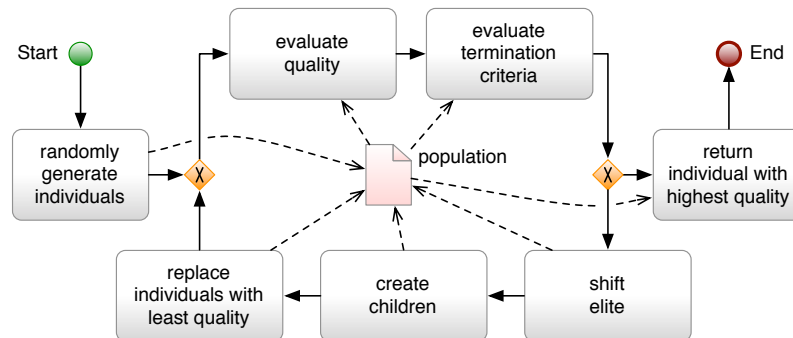 Start
evaluate
quality
evaluate
termination
criteria
End
randomly
generate
individuals
X
population
X
return
individual with
highest quality
replace
individuals with
least quality
create
children
shift
elite